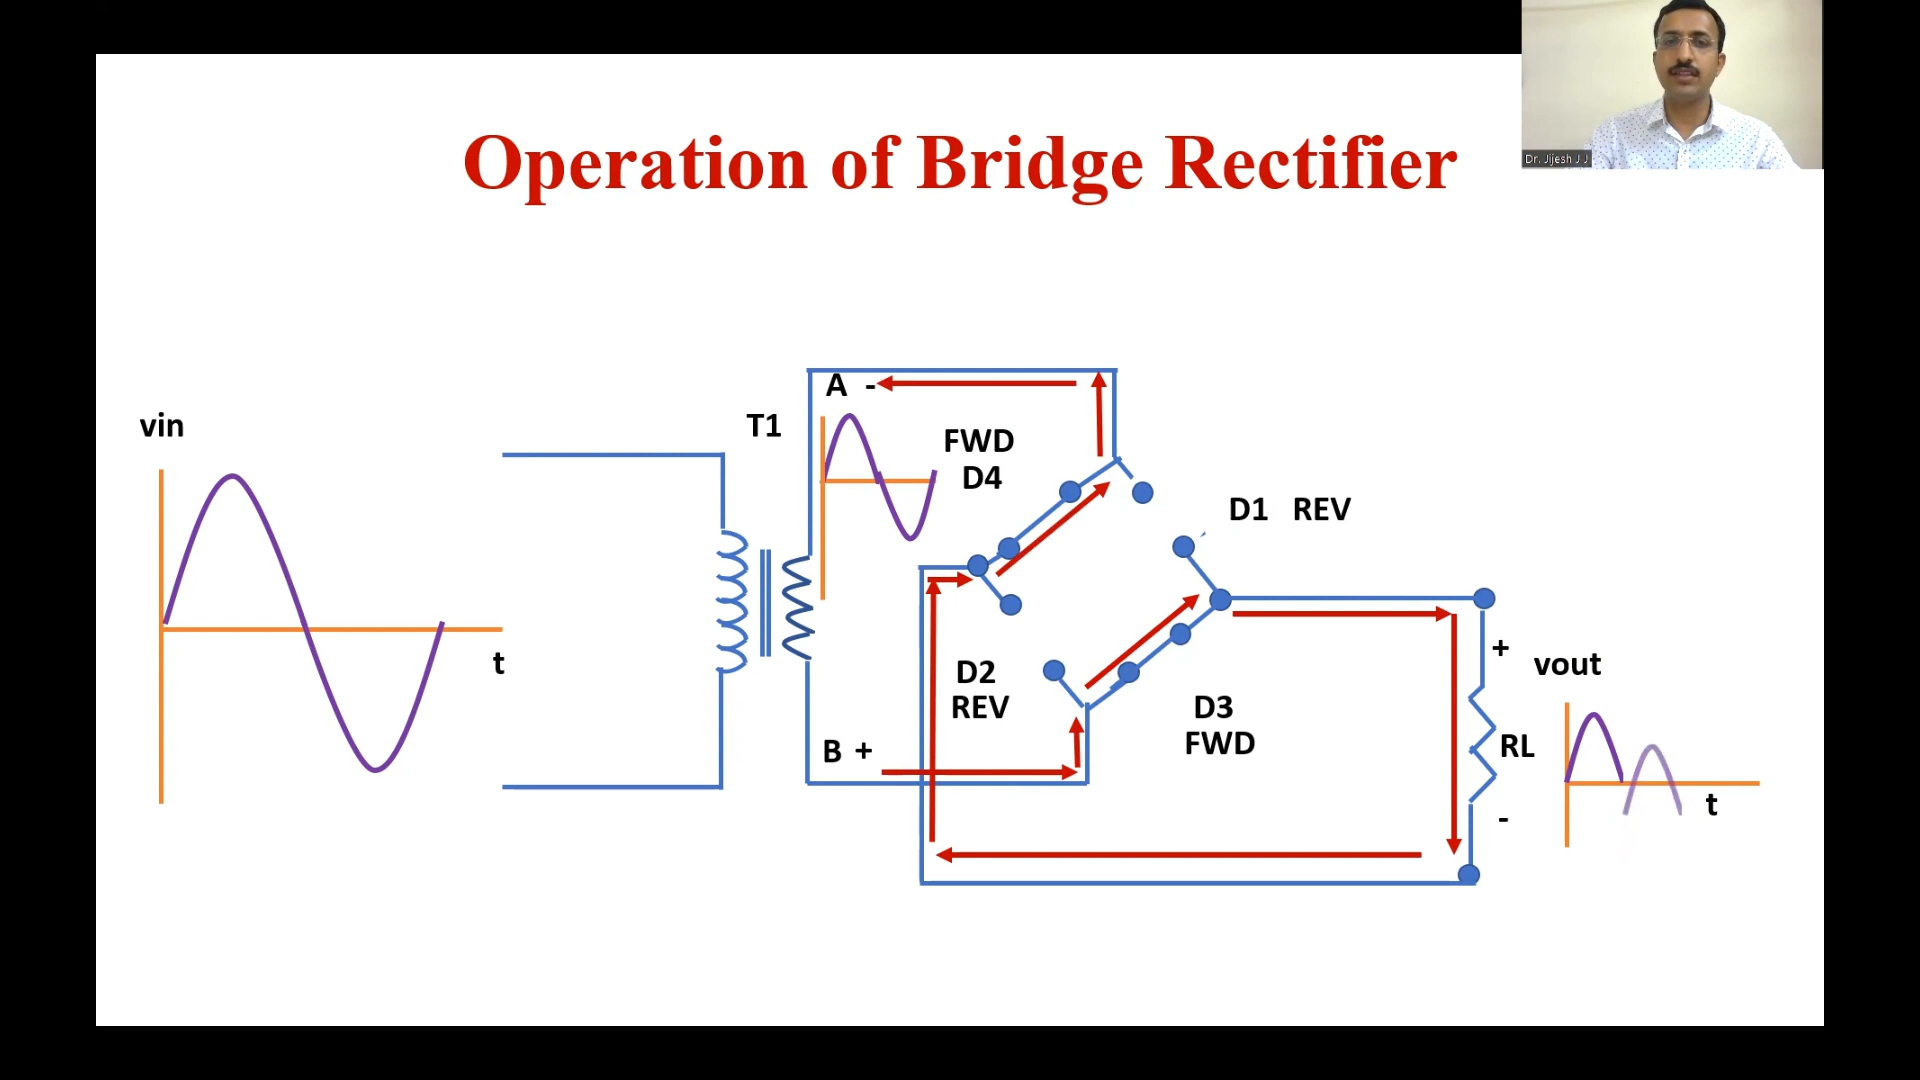 Dr. Jijesh J J
Operation of Bridge Rectifier
vin
t
T1
A -
FWD
D4
D1 REV
D2
REV
D3
FWD
B +
+
vout
RL
-
t